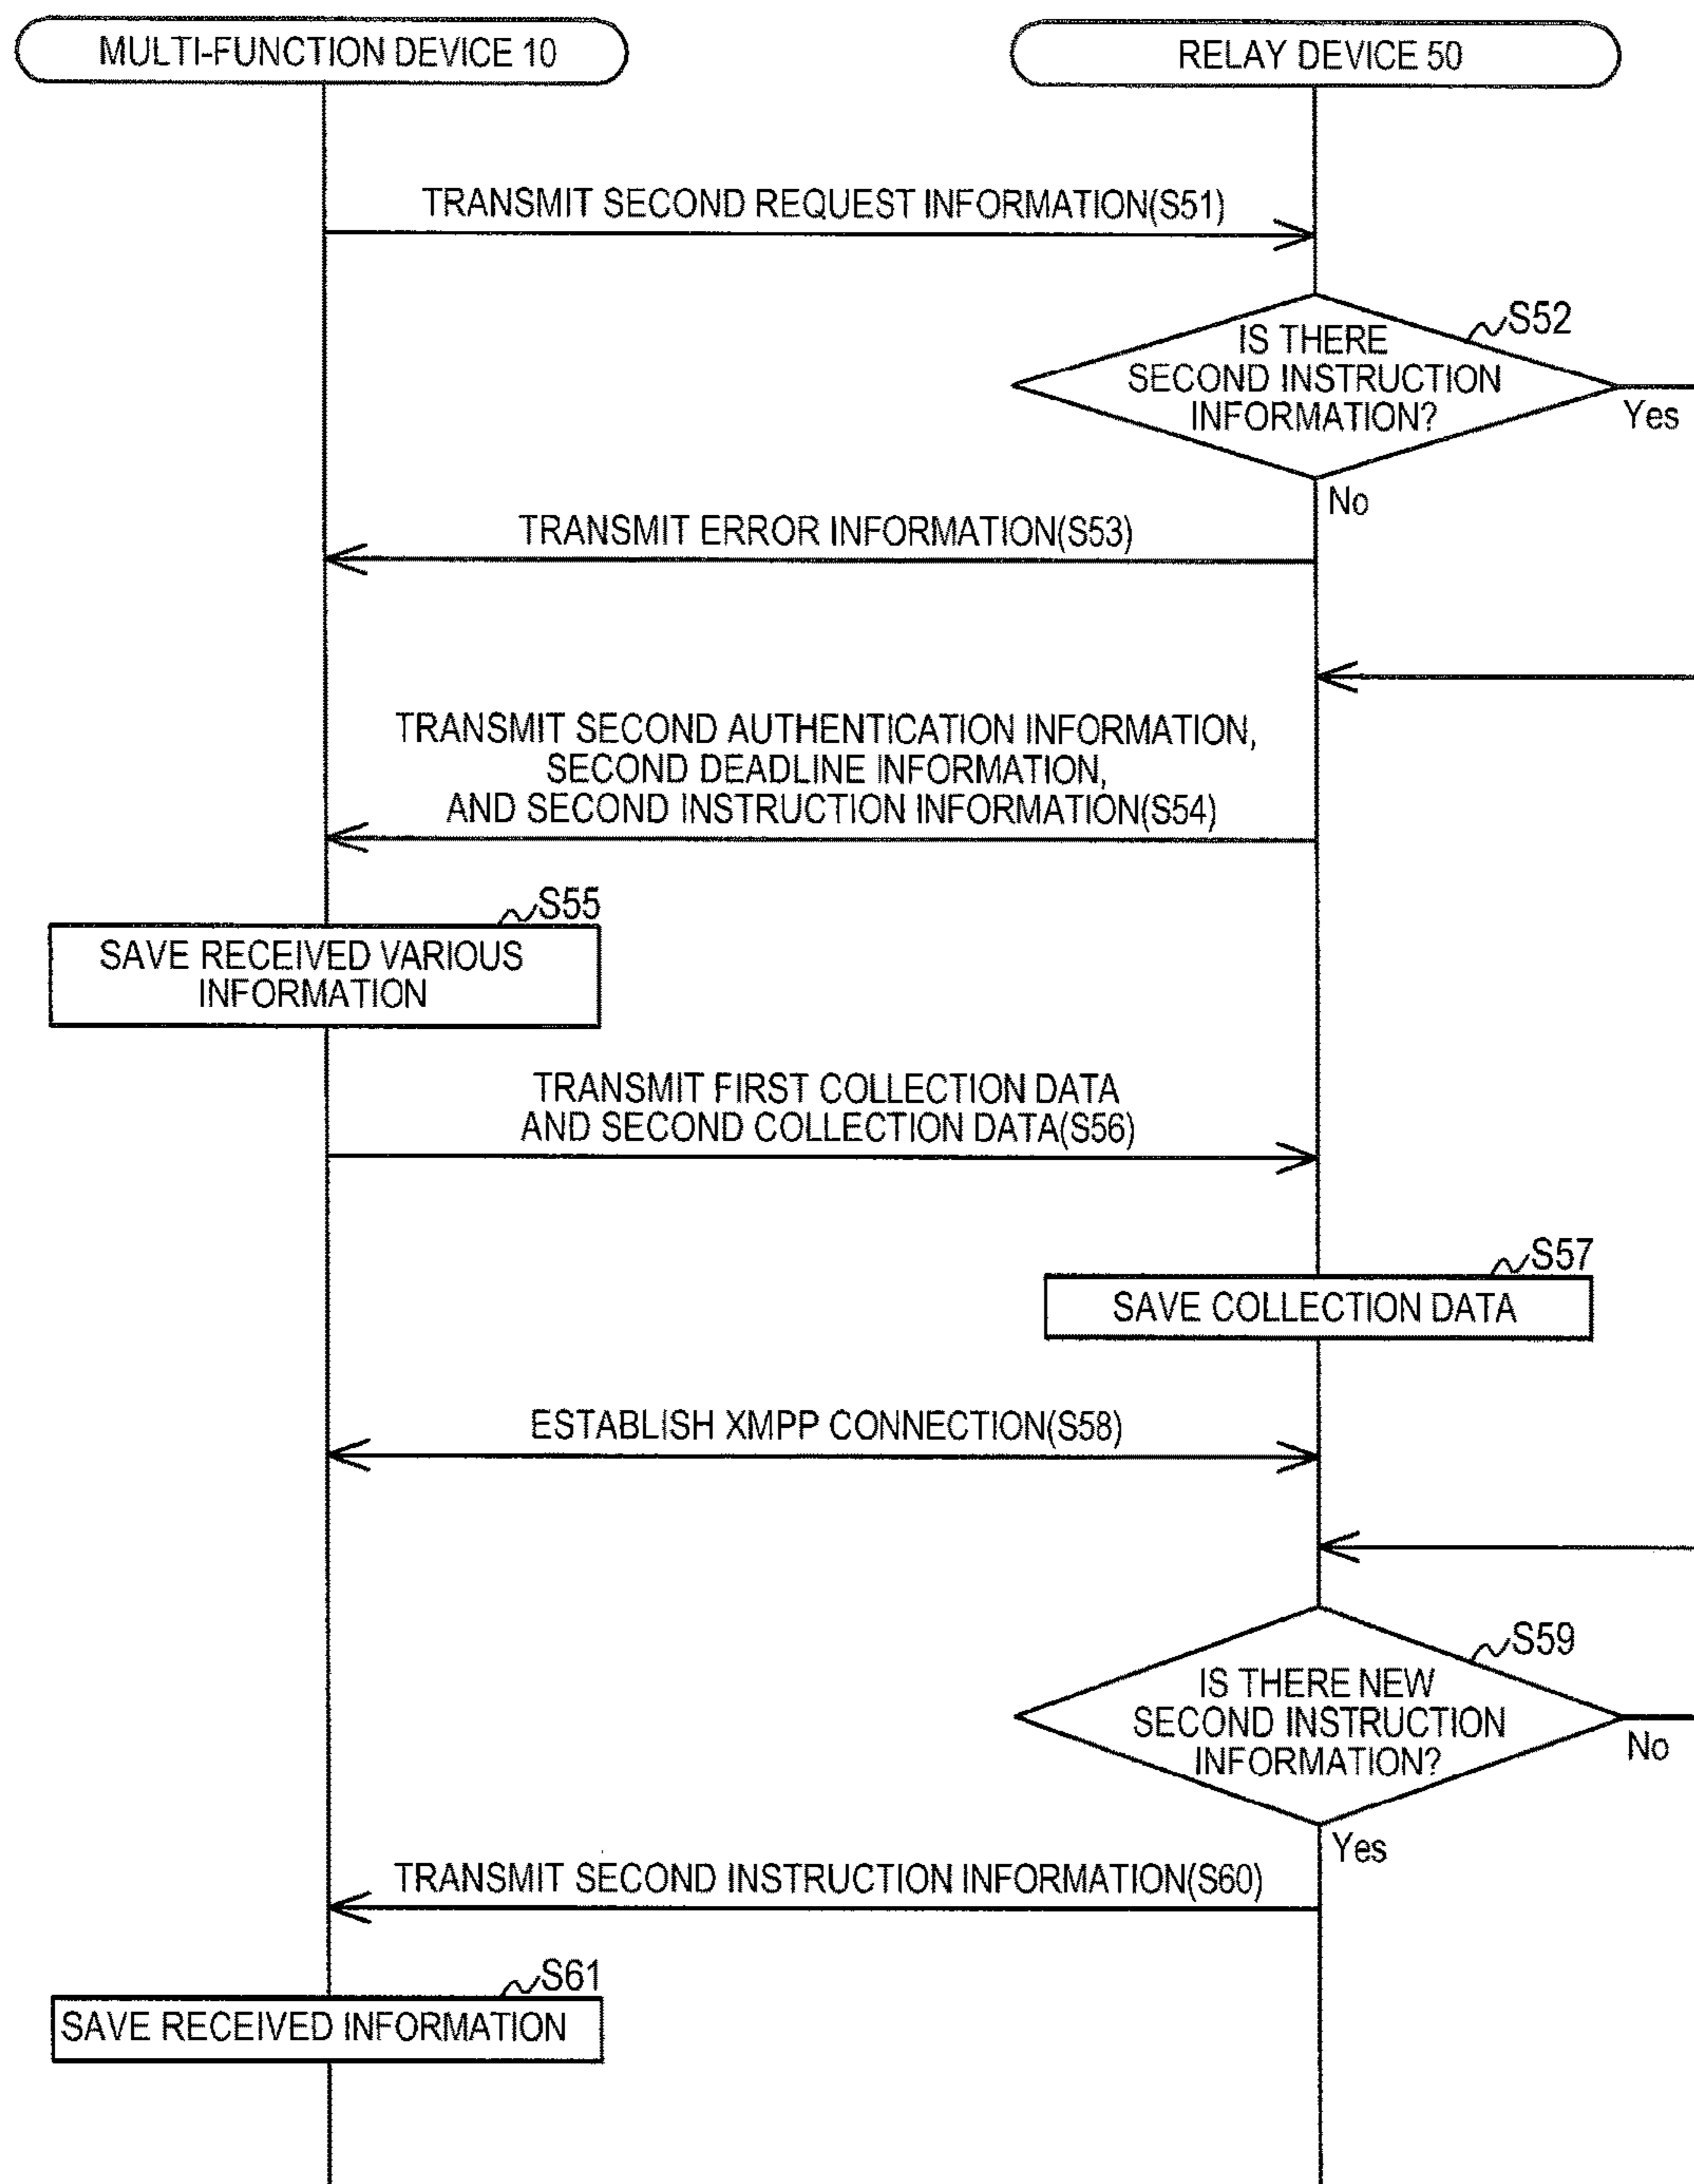 MULTI-FUNCTION DEVICE 10
RELAY DEVICE 50
TRANSMIT SECOND REQUEST INFORMATION(S51)
S52
IS THERE
SECOND INSTRUCTION
INFORMATION?
Yes
No
TRANSMIT ERROR INFORMATION(S53)
TRANSMIT SECOND AUTHENTICATION INFORMATION,
SECOND DEADLINE INFORMATION,
AND SECOND INSTRUCTION INFORMATION(S54)
S55
SAVE RECEIVED VARIOUS
INFORMATION
TRANSMIT FIRST COLLECTION DATA
AND SECOND COLLECTION DATA(S56)
S57
SAVE COLLECTION DATA
ESTABLISH XMPP CONNECTION(S58)
S59
IS THERE NEW
SECOND INSTRUCTION
INFORMATION?
No
Yes
TRANSMIT SECOND INSTRUCTION INFORMATION(S60)
S61
SAVE RECEIVED INFORMATION